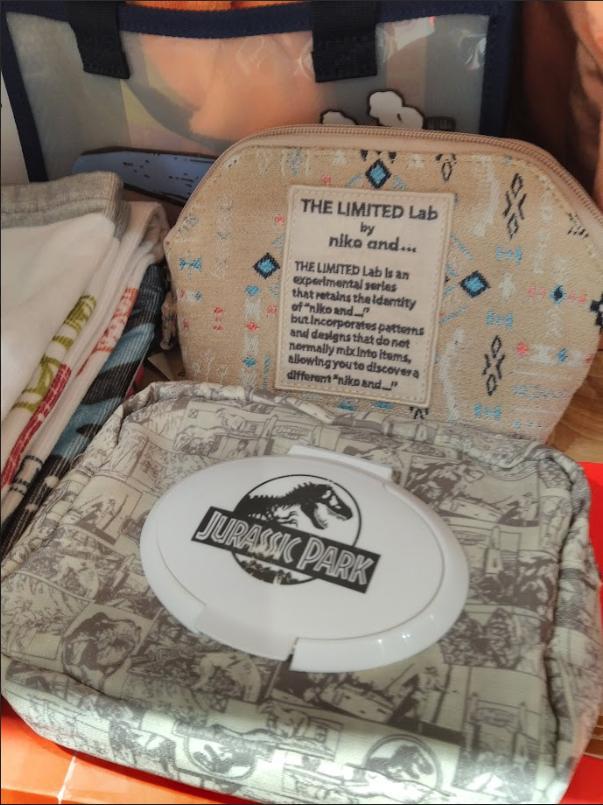 THE LIMITED Lab
by
niko and...
THE LIMITED Lab is an
experimental series
that retains the identity
of "niko and..."
but incorporates patterns
and designs that do not
normally mix into items,
allowing you to discover a
different "niko and..."
JURASSIC PARK